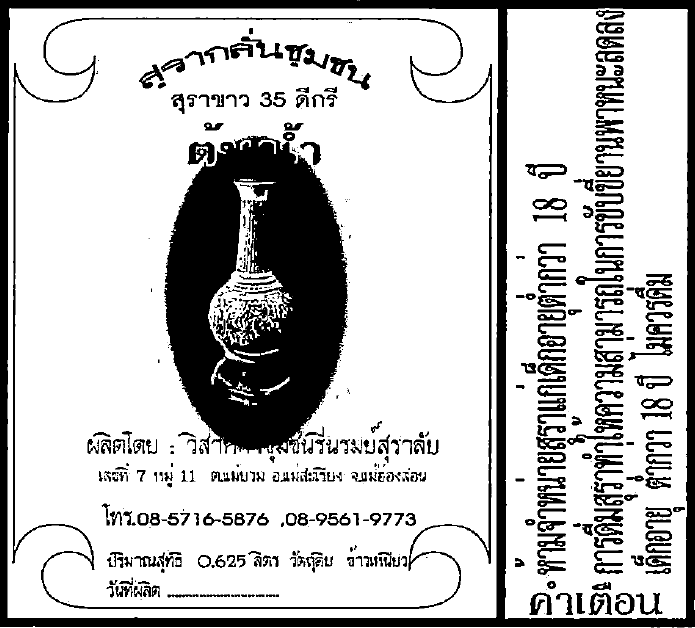 สุรากลั่นชุมชน
สุราขาว 35 ดีกรี
ผลิตโดย : ชุมชนรื่นรมย์สุราลัย
เลขที่ 7 หมู่ 11 ต.แม่ยวม อ.แม่สะเรียง จ.แม่ฮ่องสอน
โทร.08-5716-5876 ,08-9561-9773
ปริมาณสุทธิ 0.625 ลิตร วัตถุดิบ ข้าวเหนียว
วันที่ผลิต ........................
คำเตือน
ห้ามจำหน่ายสุราแก่เด็กอายุต่ำกว่า 18 ปี
การดื่มสุราทำให้ความสามารถในการขับขี่ยานพาหนะลดลง
เด็กอายุ ต่ำกว่า 18 ปี ไม่ควรดื่ม